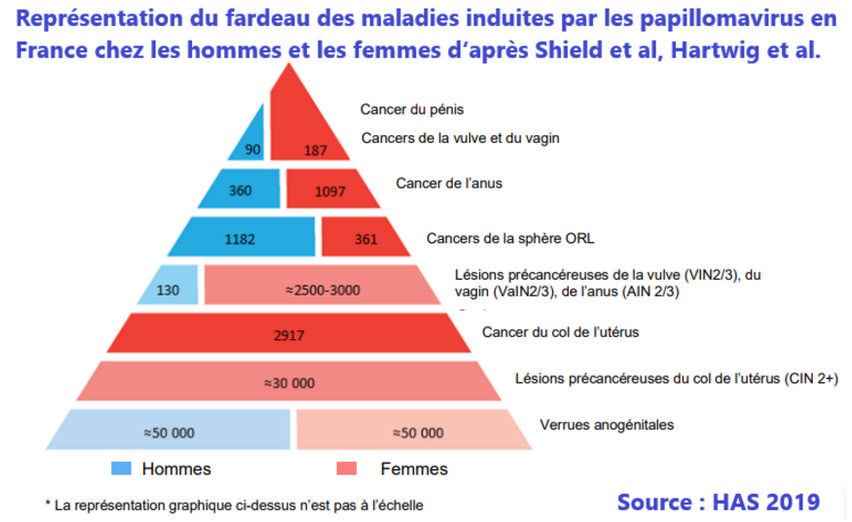 Représentation du fardeau des maladies induites par les papillomavirus en
France chez les hommes et les femmes d'après Shield et al, Hartwig et al.
Cancer du pénis
Cancers de la vulve et du vagin
90
187
360
1097
Cancer de l'anus
1182
361
Cancers de la sphère ORL
130
≈2500-3000
Lésions précancéreuses de la vulve (VIN2/3), du
vagin (VaIN2/3), de l'anus (AIN 2/3)
2917
Cancer du col de l'utérus
≈30 000
Lésions précancéreuses du col de l'utérus (CIN 2+)
≈50 000
≈50 000
Verrues anogénitales
Hommes
Femmes
* La représentation graphique ci-dessus n'est pas à l'échelle
Source : HAS 2019